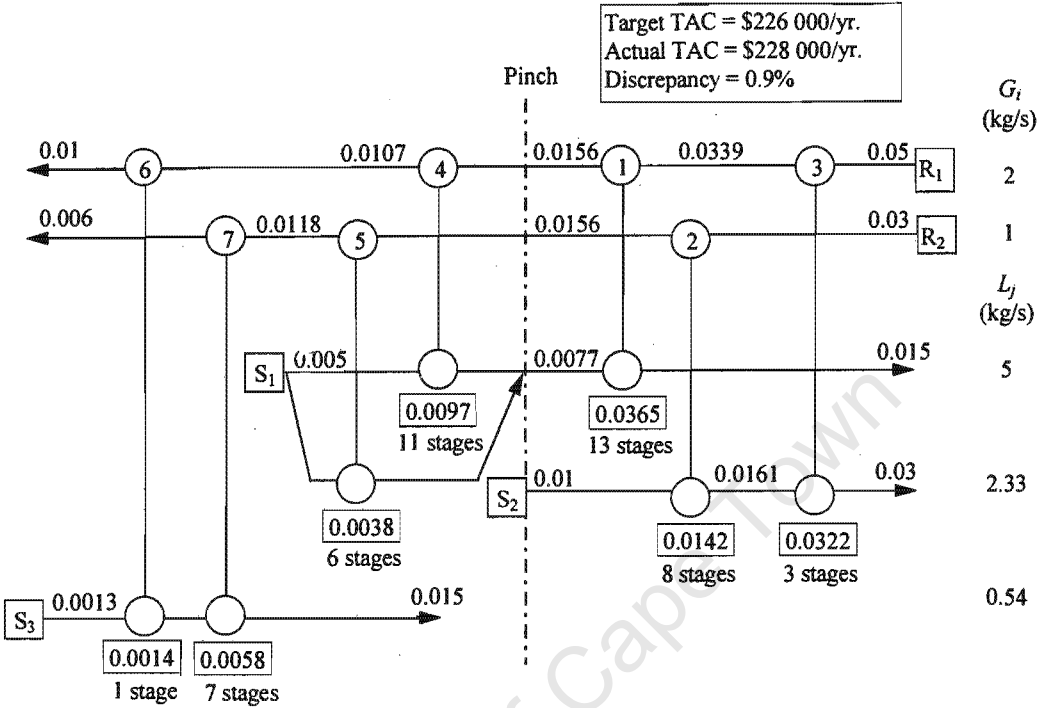 Target TAC = $226 000/yr.
Actual TAC = $228 000/yr.
Discrepancy = 0.9%
Pinch
G_i
(kg/s)
0.01 6 0.0107 4 0.0156 1 0.0339 3 0.05 R₁ 2
0.006 7 0.0118 5 0.0156 2 0.03 R₂ 1
L_j
(kg/s)
S₁ 0.005 0.0077 0.015 5
0.0097
11 stages
0.0365
13 stages
S₂ 0.01 0.0161 0.03 2.33
0.0038
6 stages
0.0142
8 stages
0.0322
3 stages
S₃ 0.0013 0.015 0.54
0.0014
1 stage
0.0058
7 stages
of Cape Town